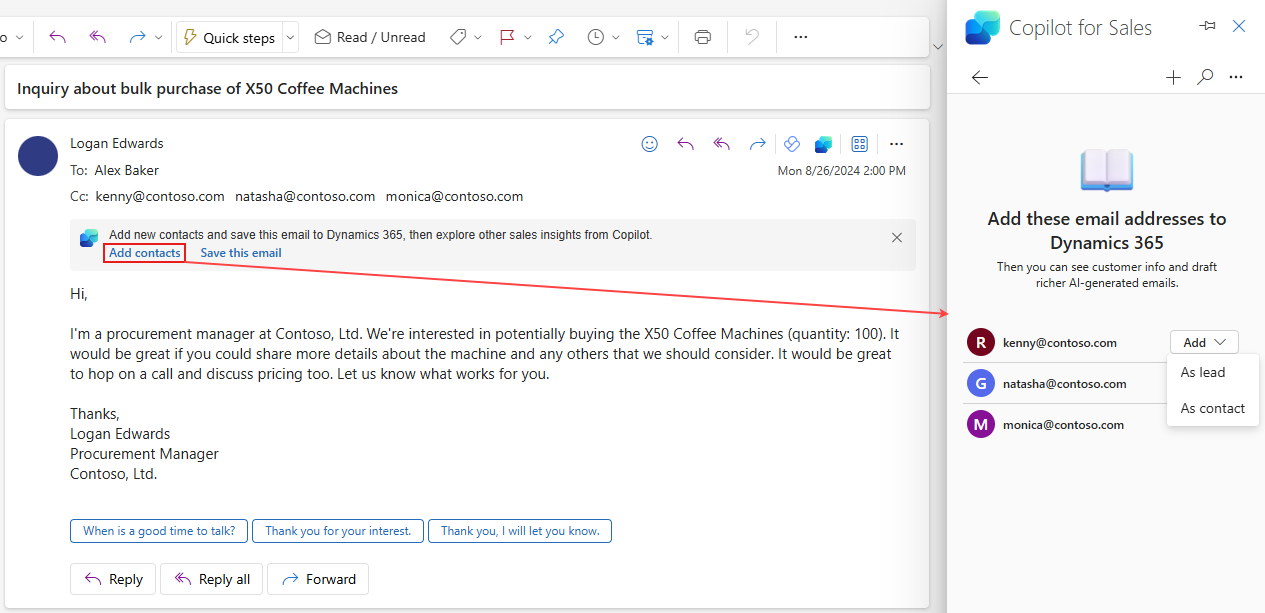 o
Quick steps
Read / Unread
Inquiry about bulk purchase of X50 Coffee Machines
Logan Edwards
To: Alex Baker
Mon 8/26/2024 2:00 PM
Cc: kenny@contoso.com natasha@contoso.com monica@contoso.com
Add new contacts and save this email to Dynamics 365, then explore other sales insights from Copilot.
Add contacts Save this email
Hi,
I'm a procurement manager at Contoso, Ltd. We're interested in potentially buying the X50 Coffee Machines (quantity: 100). It
would be great if you could share more details about the machine and any others that we should consider. It would be great
to hop on a call and discuss pricing too. Let us know what works for you.
Thanks,
Logan Edwards
Procurement Manager
Contoso, Ltd.
When is a good time to talk? Thank you for your interest. Thank you, I will let you know.
Reply Reply all Forward
Copilot for Sales
Add these email addresses to
Dynamics 365
Then you can see customer info and draft
richer AI-generated emails.
R kenny@contoso.com Add
As lead
G natasha@contoso.com
As contact
M monica@contoso.com